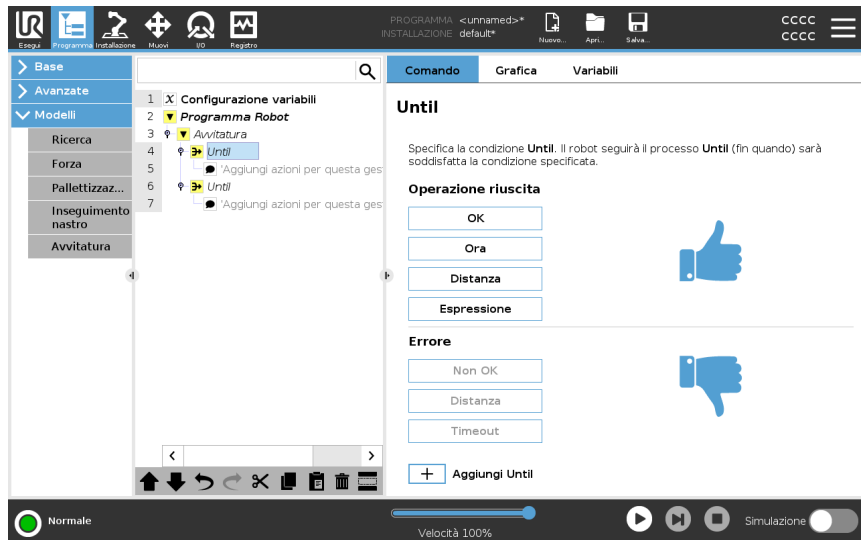 PROGRAMMA <unnamed>*
INSTALLAZIONE default*
Esegui
Programma
Installazione
Muovi
I/O
Registro
Nuovo...
Apri...
Salva...
CCCC
CCCC
Base
Avanzate
Modelli
Ricerca
Forza
Pallettizzaz...
Inseguimento
nastro
Avvitatura
1 X Configurazione variabili
2 Programma Robot
3 Avvitatura
4 Until
5 'Aggiungi azioni per questa ges
6 Until
7 'Aggiungi azioni per questa ges
Comando
Grafica
Variabili
Until
Specifica la condizione Until. Il robot seguirà il processo Until (fin quando) sarà
soddisfatta la condizione specificata.
Operazione riuscita
OK
Ora
Distanza
Espressione
Errore
Non OK
Distanza
Timeout
+ Aggiungi Until
Normale
Velocità 100%
Simulazione